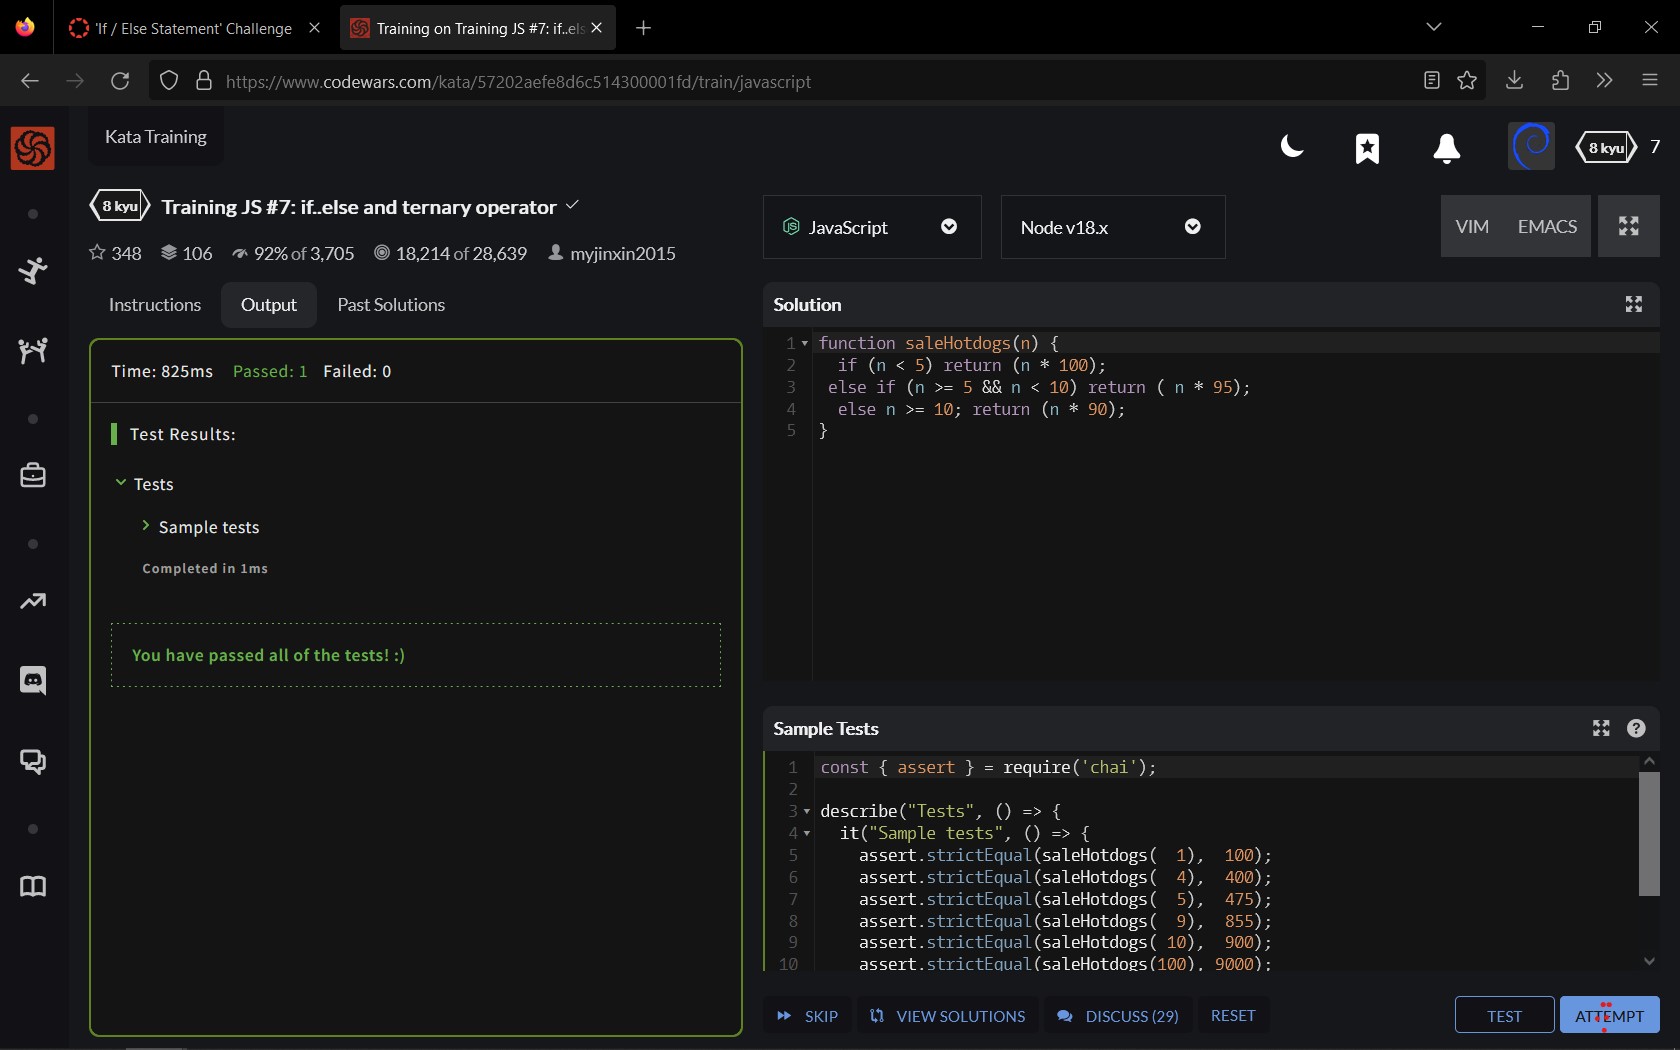 'If / Else Statement' Challenge
Training on Training JS #7: if..els
https://www.codewars.com/kata/57202aefe8d6c514300001fd/train/javascript
Kata Training
8 kyu 7
8 kyu Training JS #7: if..else and ternary operator
348 106 92% of 3,705 18,214 of 28,639 myjinxin2015
JavaScript
Node v18.x
VIM EMACS
Instructions Output Past Solutions
Time: 825ms Passed: 1 Failed: 0
Test Results:
Tests
Sample tests
Completed in 1ms
You have passed all of the tests! :)
Solution
1 function saleHotdogs(n) {
2 if (n < 5) return (n * 100);
3 else if (n >= 5 && n < 10) return ( n * 95);
4 else n >= 10; return (n * 90);
5 }
Sample Tests
1 const { assert } = require('chai');
2
3 describe("Tests", () => {
4 it("Sample tests", () => {
5 assert.strictEqual(saleHotdogs(  1),  100);
6 assert.strictEqual(saleHotdogs(  4),  400);
7 assert.strictEqual(saleHotdogs(  5),  475);
8 assert.strictEqual(saleHotdogs(  9),  855);
9 assert.strictEqual(saleHotdogs( 10),  900);
10 assert.strictEqual(saleHotdogs(100), 9000);
SKIP VIEW SOLUTIONS DISCUSS (29) RESET TEST ATTEMPT